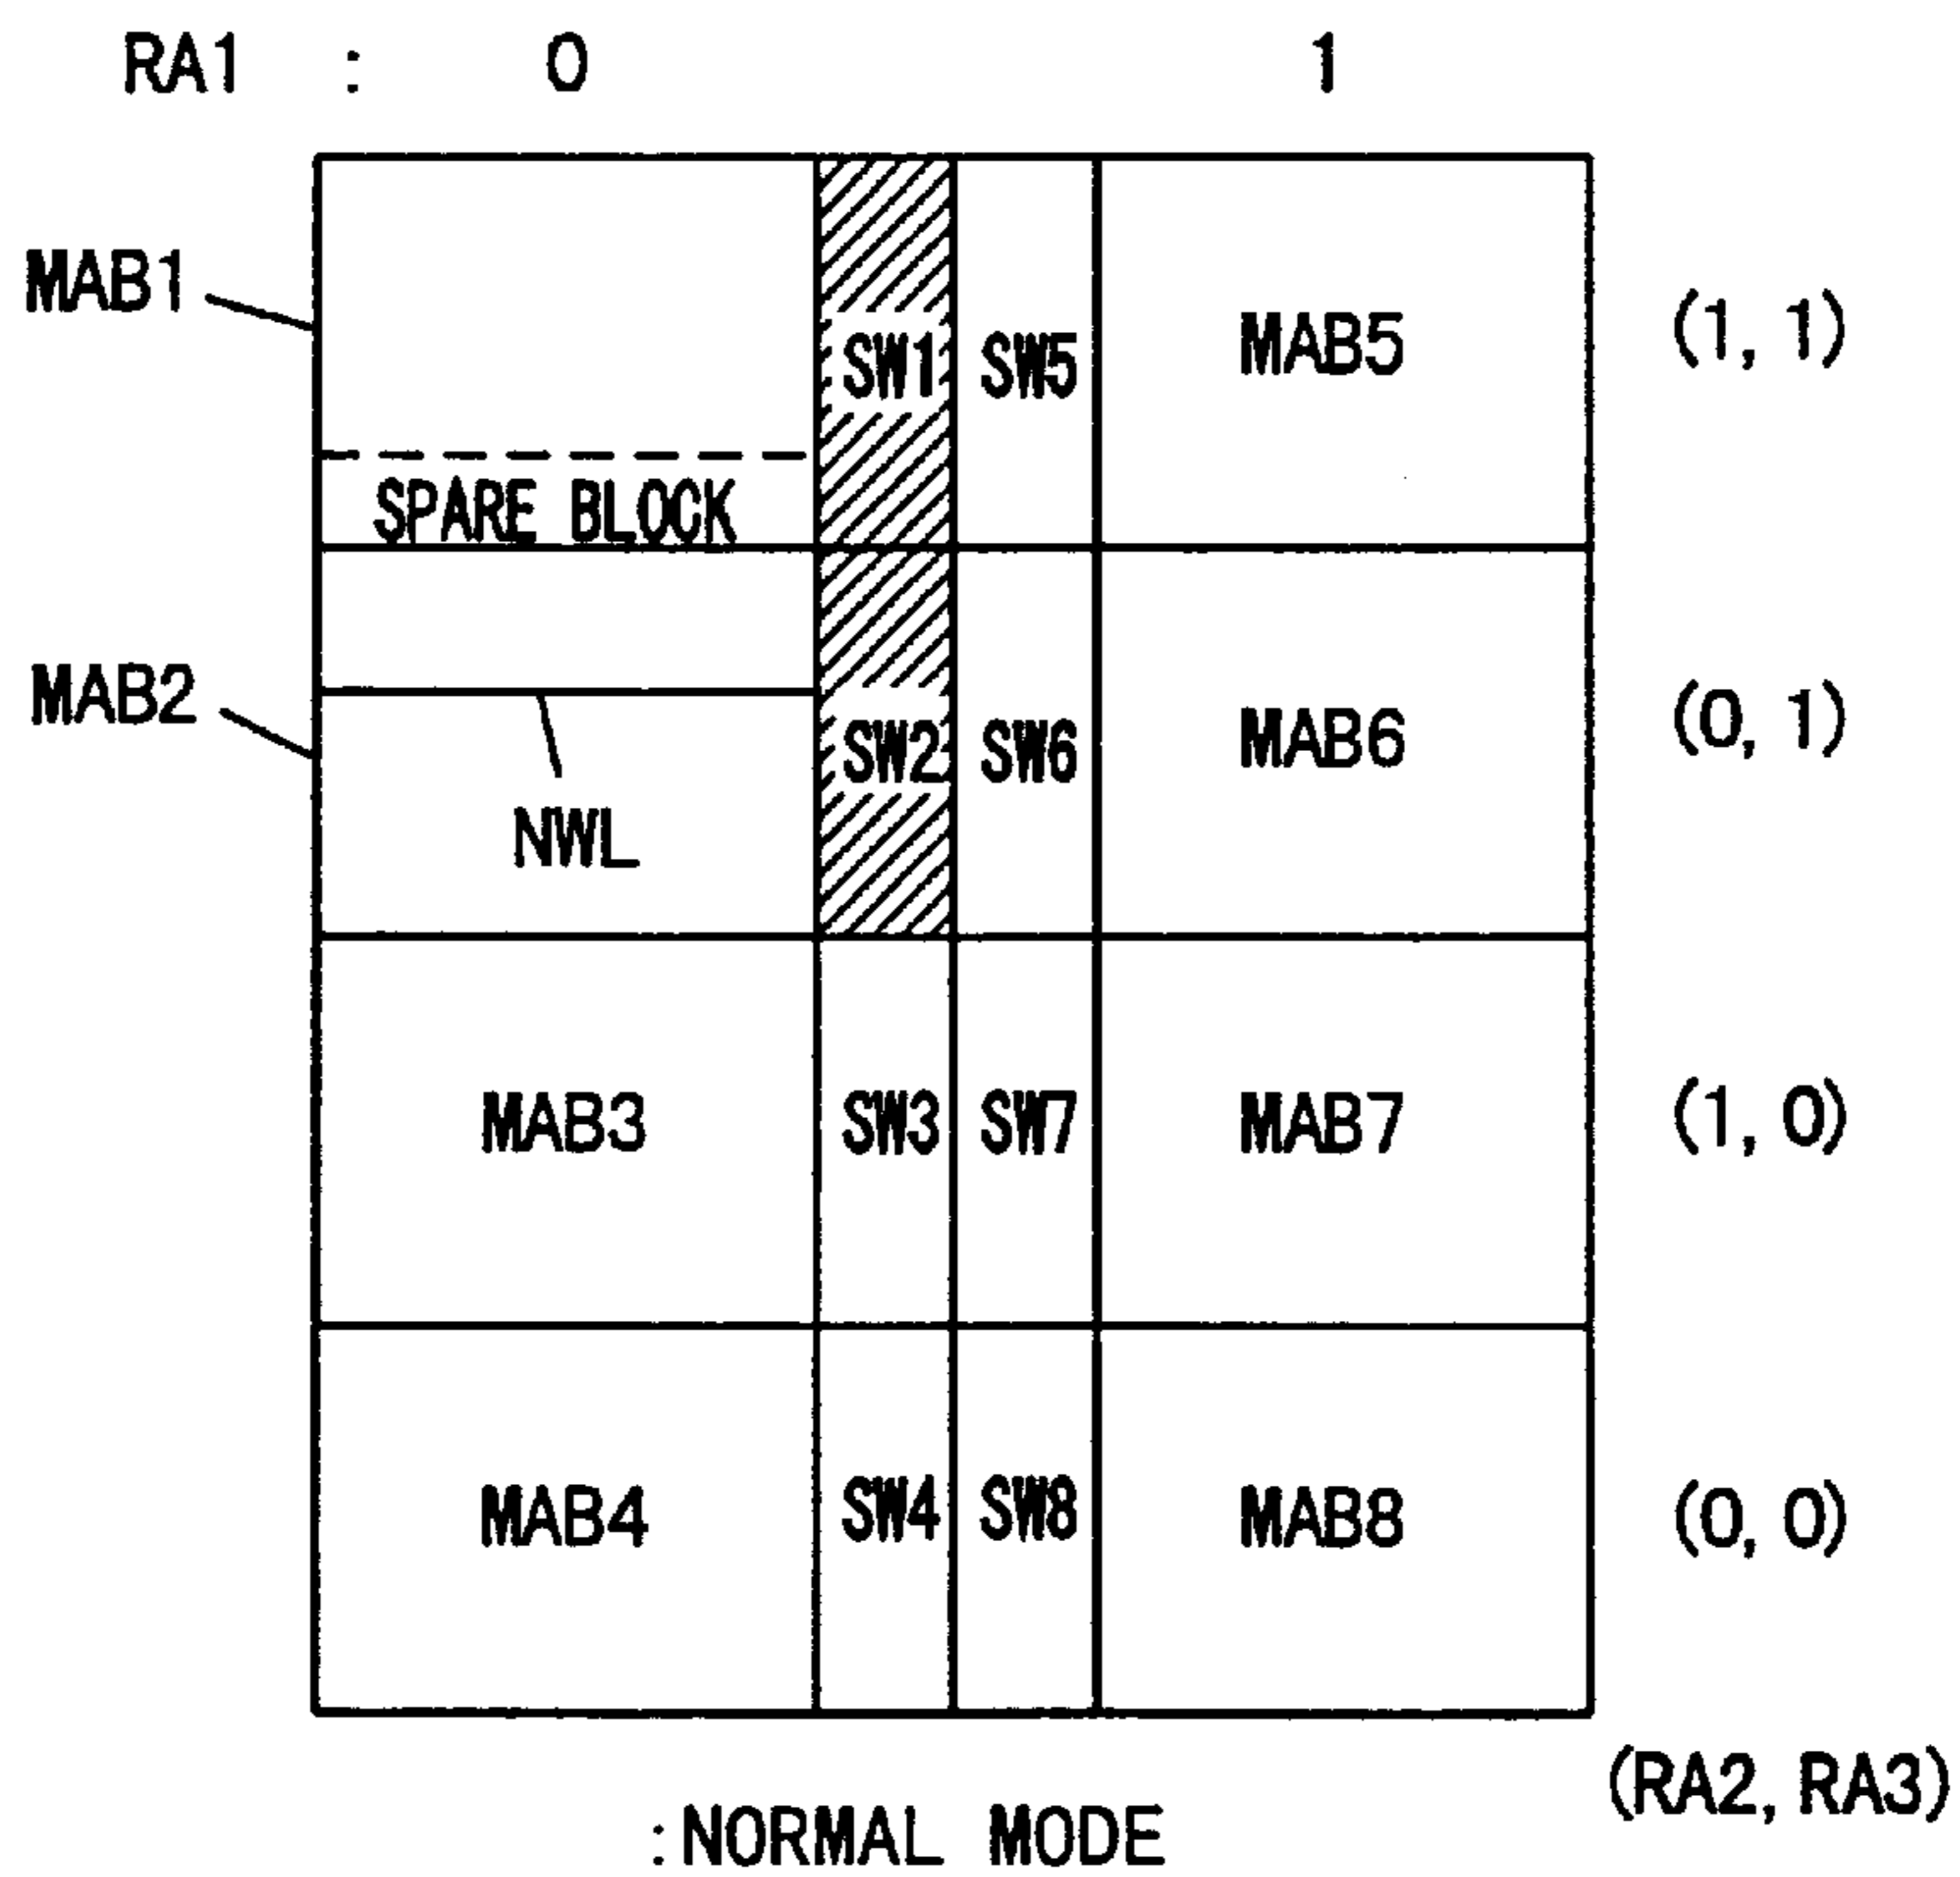 RA1 : 0 1
MAB1
SW1 SW5 MAB5 (1, 1)
SPARE BLOCK
MAB2
SW2 SW6 MAB6 (0, 1)
NWL
MAB3 SW3 SW7 MAB7 (1, 0)
MAB4 SW4 SW8 MAB8 (0, 0)
(RA2, RA3)
:NORMAL MODE